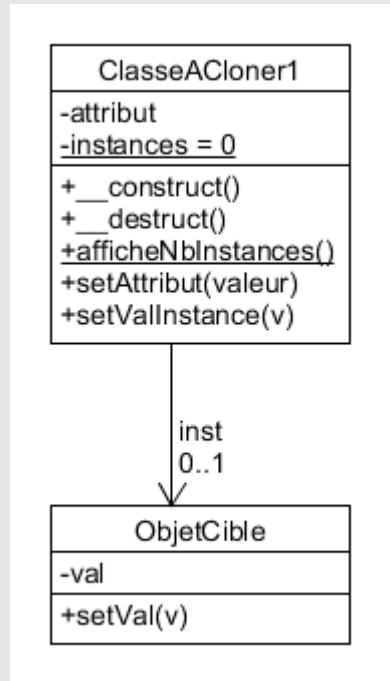 ClasseACloner1
-attribut
-instances = 0
+__construct()
+__destruct()
+afficheNbInstances()
+setAttribut(valeur)
+setValInstance(v)
inst
0..1
ObjetCible
-val
+setVal(v)